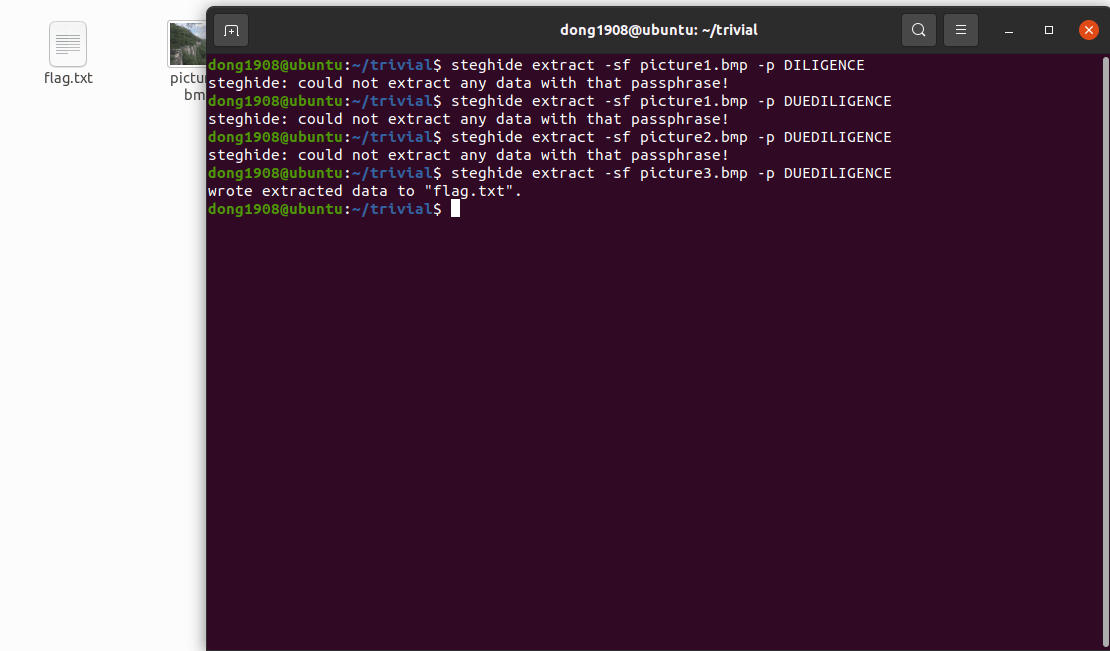 flag.txt
dong1908@ubuntu: ~/trivial
dong1908@ubuntu:~/trivial$ steghide extract -sf picture1.bmp -p DILIGENCE
steghide: could not extract any data with that passphrase!
dong1908@ubuntu:~/trivial$ steghide extract -sf picture1.bmp -p DUEDILIGENCE
steghide: could not extract any data with that passphrase!
dong1908@ubuntu:~/trivial$ steghide extract -sf picture2.bmp -p DUEDILIGENCE
steghide: could not extract any data with that passphrase!
dong1908@ubuntu:~/trivial$ steghide extract -sf picture3.bmp -p DUEDILIGENCE
wrote extracted data to "flag.txt".
dong1908@ubuntu:~/trivial$